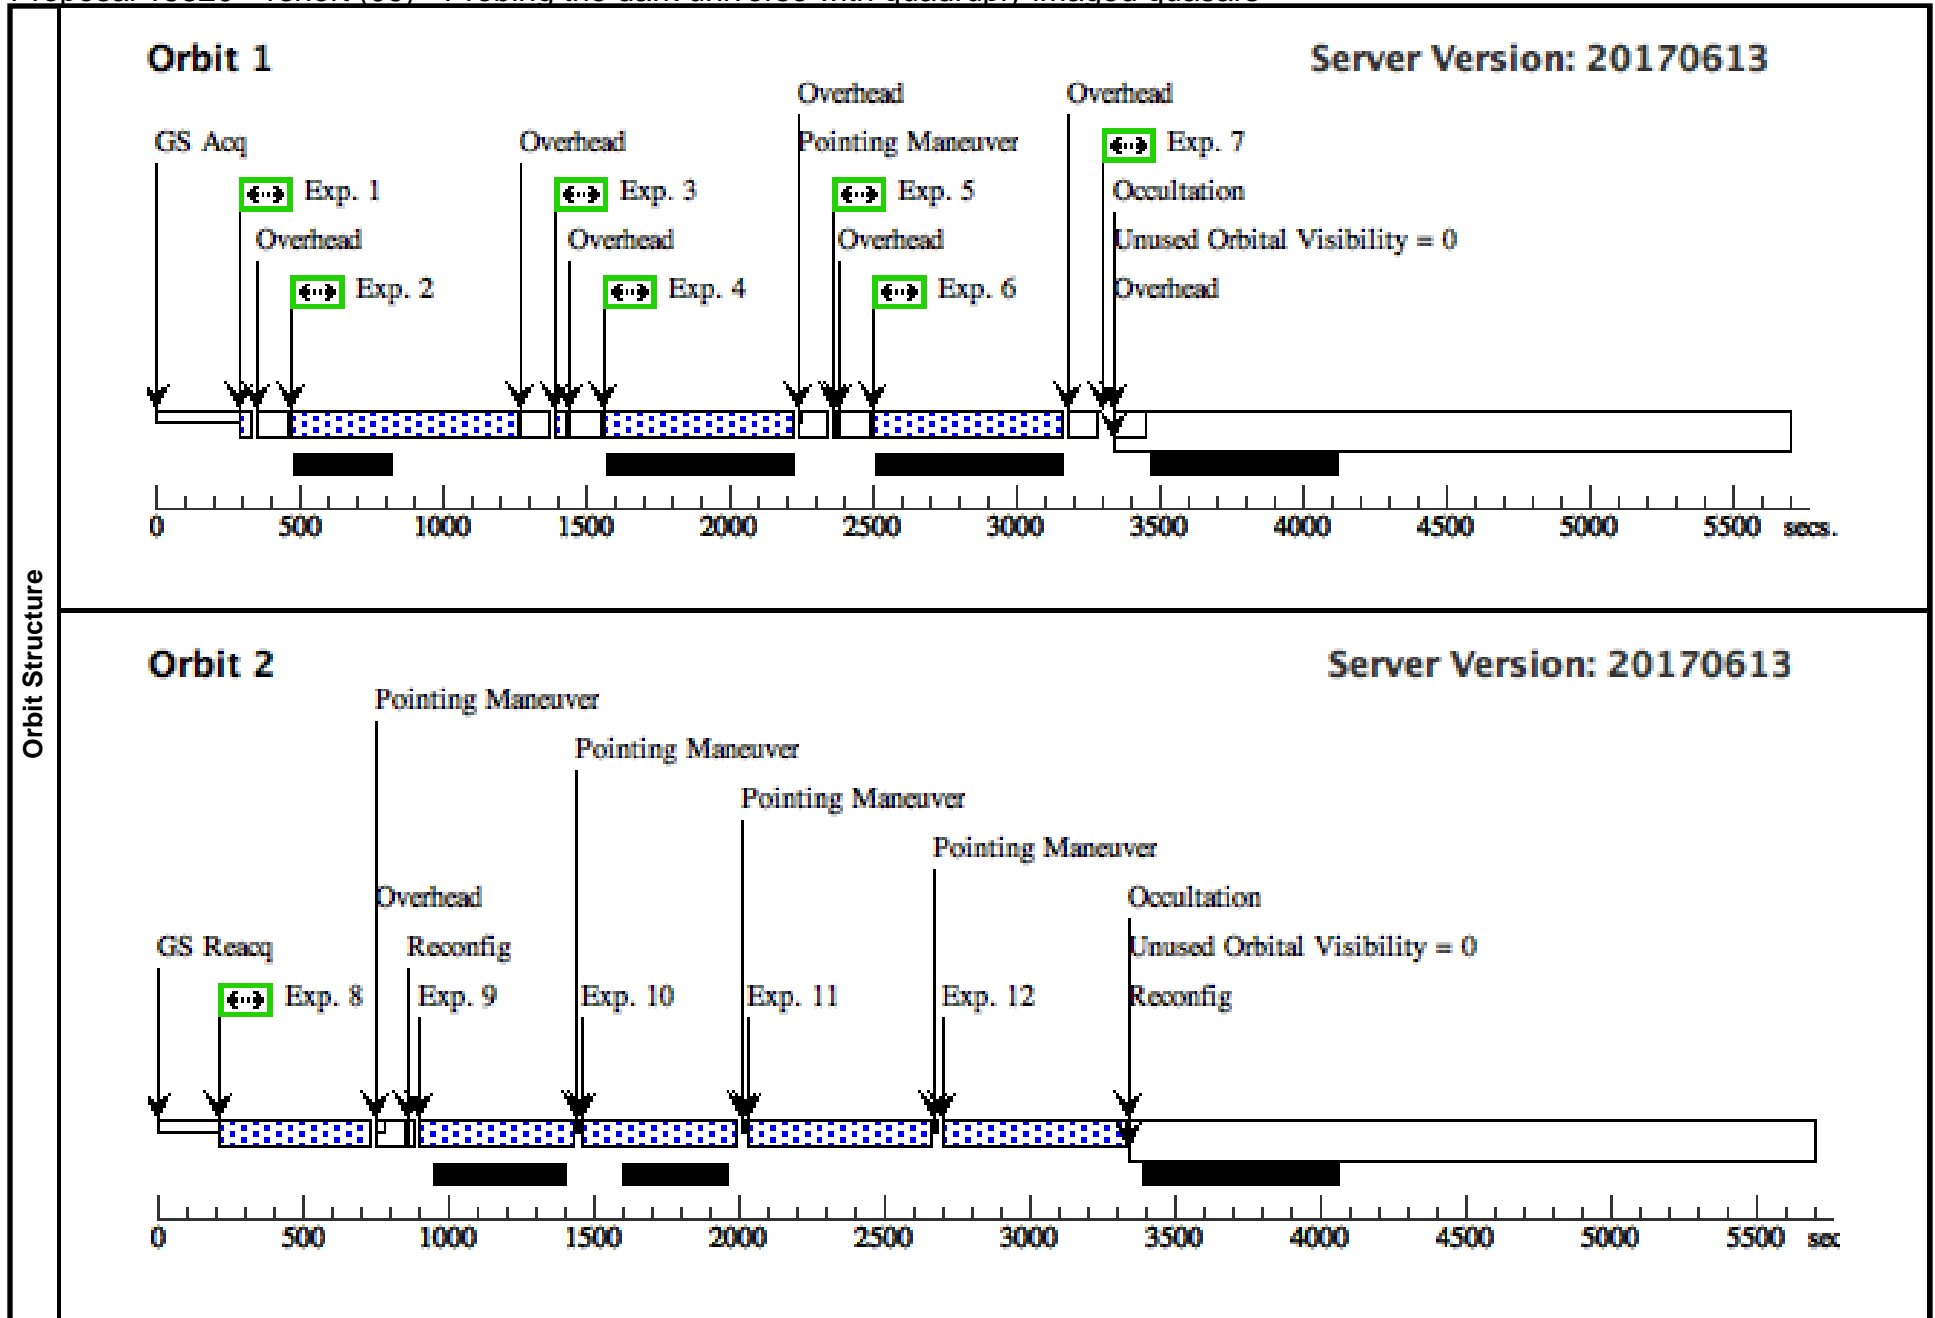 Orbit 1
Server Version: 20170613
Overhead Overhead
GS Acq Overhead Pointing Maneuver Exp. 7
Exp. 1 Exp. 3 Exp. 5 Occultation
Overhead Overhead Overhead Unused Orbital Visibility = 0
Exp. 2 Exp. 4 Exp. 6 Overhead
0 500 1000 1500 2000 2500 3000 3500 4000 4500 5000 5500 secs.
Orbit Structure
Orbit 2
Server Version: 20170613
Pointing Maneuver
Pointing Maneuver
Pointing Maneuver
Pointing Maneuver
Overhead Occultation
GS Reacq Reconfig Unused Orbital Visibility = 0
Exp. 8 Exp. 9 Exp. 10 Exp. 11 Exp. 12 Reconfig
0 500 1000 1500 2000 2500 3000 3500 4000 4500 5000 5500 sec